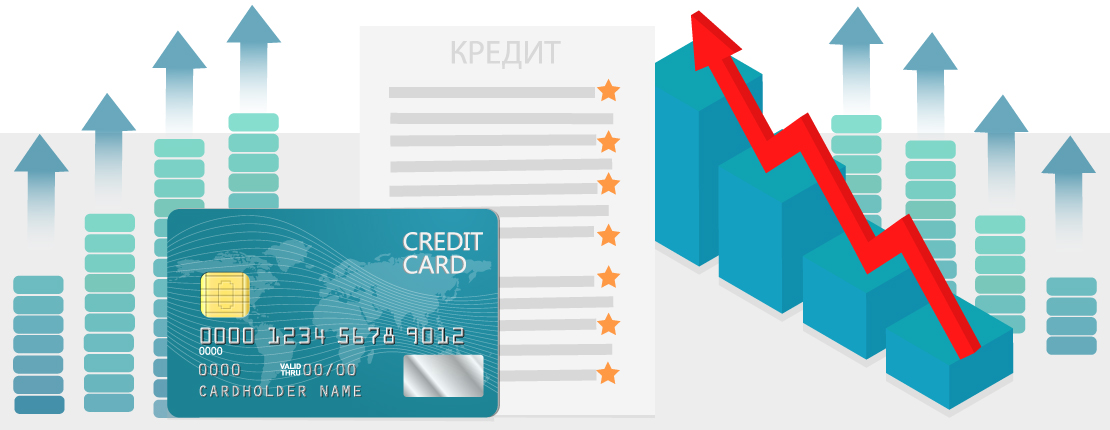 КРЕДИТ
CREDIT
CARD
0000 1234 5678 9012
0000
0000 VALID THRU 00/00
CARDHOLDER NAME